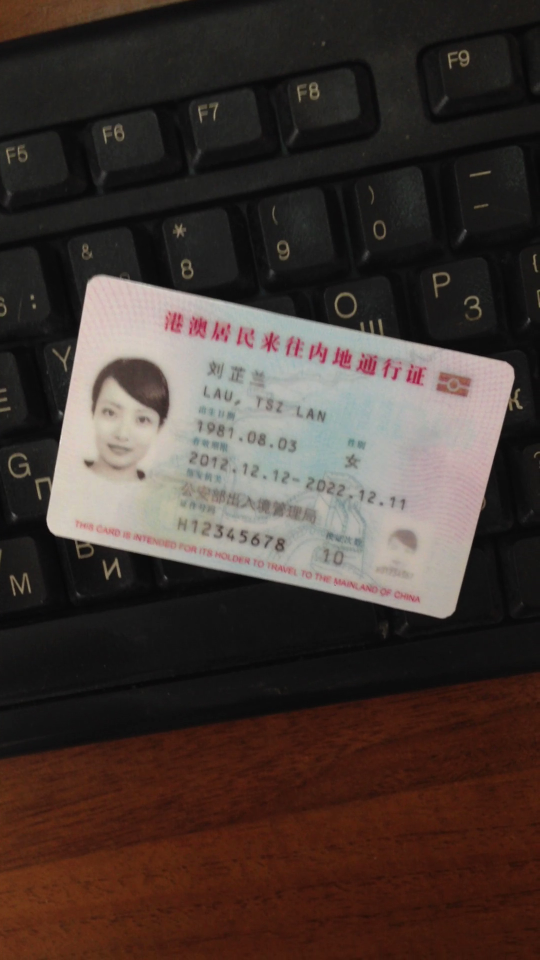 F5 F6 F7 F8 F9
& * ( )
8 9 0
6 / :
O P
Щ З
Y
G
П
M В И
港澳居民来往内地通行证
刘芷兰
LAU, TSZ LAN
出生日期 性别
1981.08.03 女
有效期限
2012.12.12-2022.12.11
签发机关
公安部出入境管理局
证件号码 换证次数
H12345678 10
THIS CARD IS INTENDED FOR ITS HOLDER TO TRAVEL TO THE MAINLAND OF CHINA